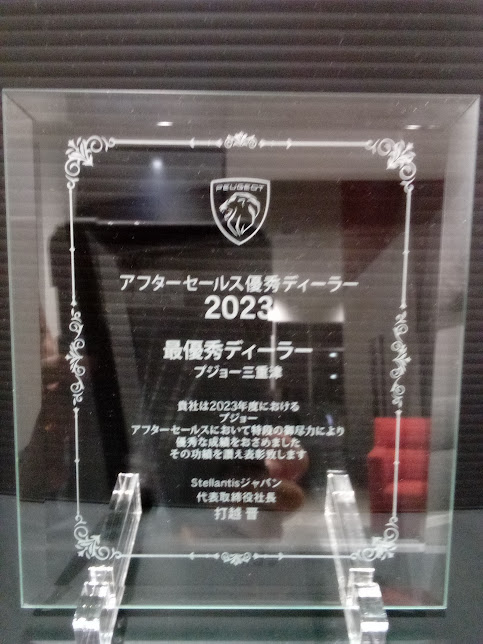 PEUGEOT
アフターセールス優秀ディーラー
2023
最優秀ディーラー
プジョー三重津
貴社は2023年度における
プジョー
アフターセールスにおいて特段の御尽力により
優秀な成績をおさめました
その功績を讃え表彰致します
Stellantisジャパン
代表取締役社長
打越 晋